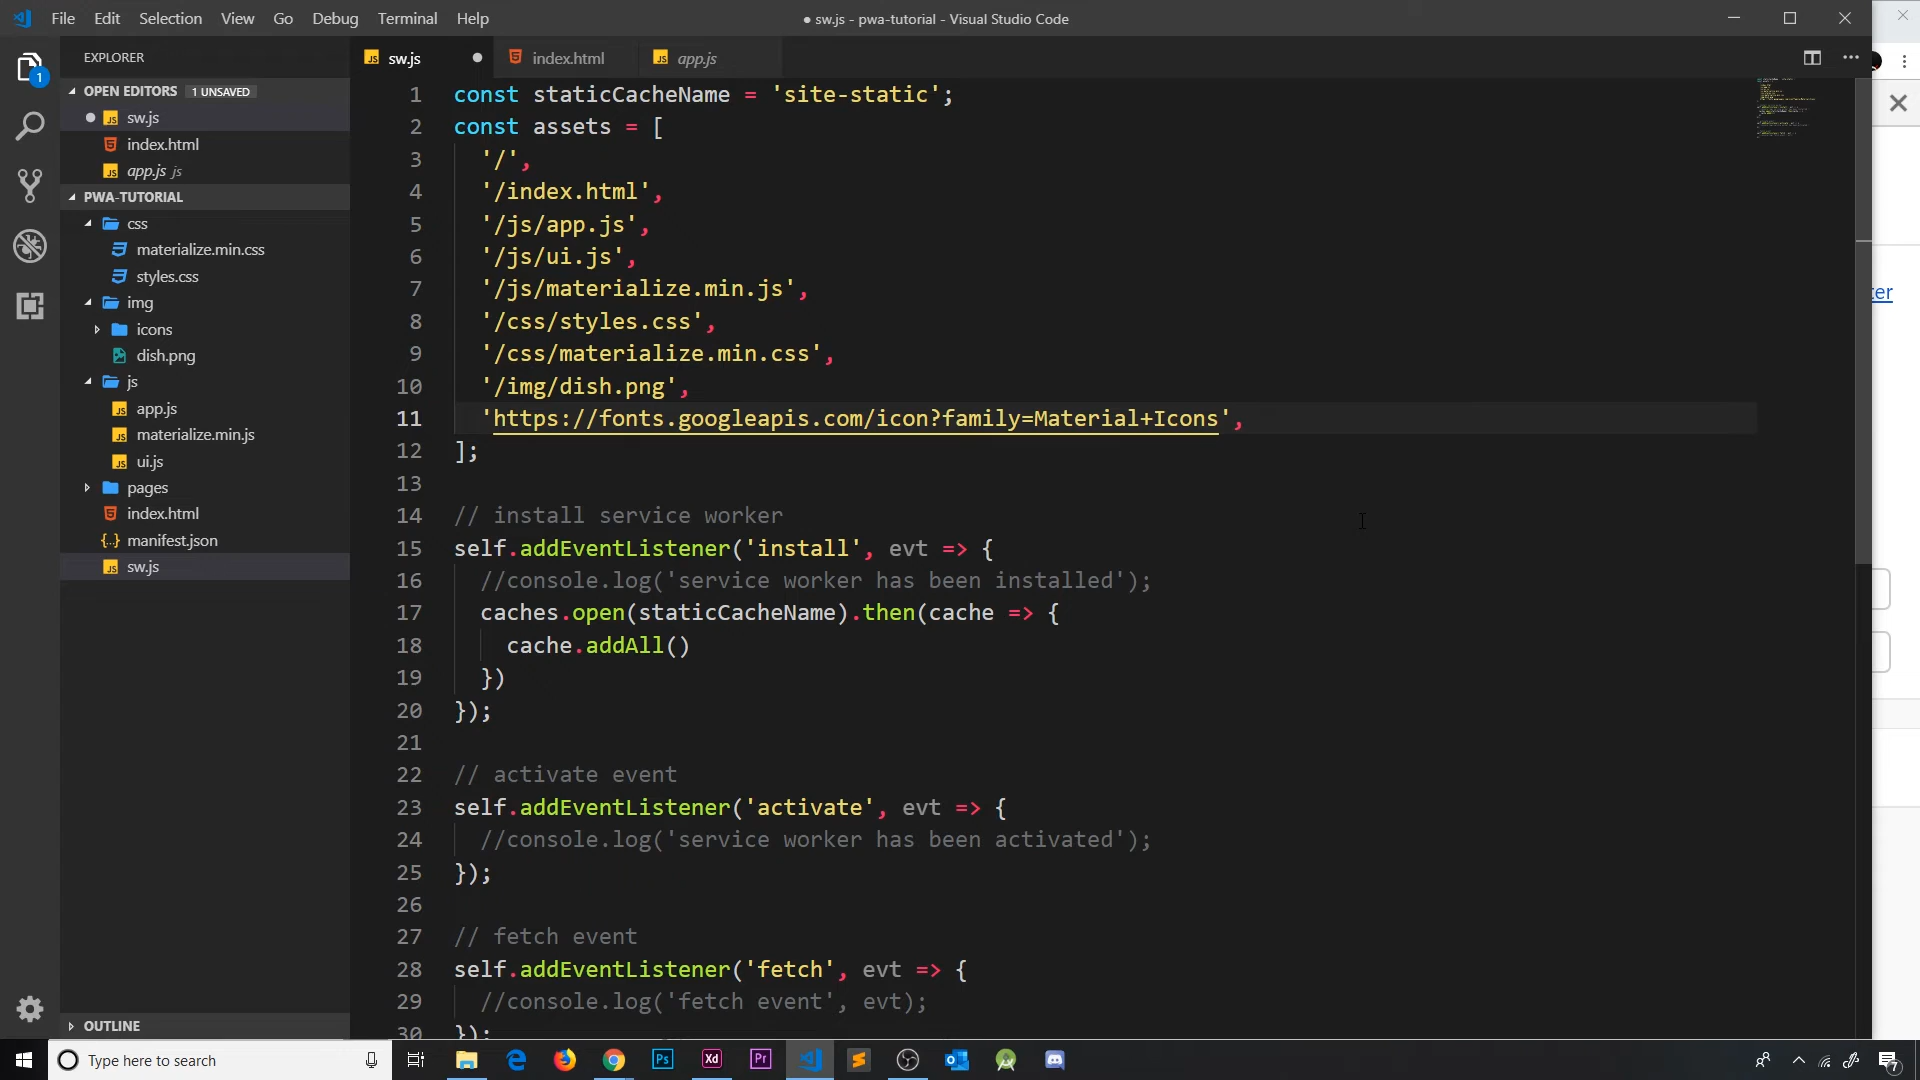 File Edit Selection View Go Debug Terminal Help
● sw.js - pwa-tutorial - Visual Studio Code
EXPLORER
OPEN EDITORS 1 UNSAVED
sw.js
index.html
app.js js
PWA-TUTORIAL
css
materialize.min.css
styles.css
img
icons
dish.png
js
app.js
materialize.min.js
ui.js
pages
index.html
manifest.json
sw.js
OUTLINE
1
sw.js index.html app.js
1 const staticCacheName = 'site-static';
2 const assets = [
3 '/',
4 '/index.html',
5 '/js/app.js',
6 '/js/ui.js',
7 '/js/materialize.min.js',
8 '/css/styles.css',
9 '/css/materialize.min.css',
10 '/img/dish.png',
11 'https://fonts.googleapis.com/icon?family=Material+Icons',
12 ];
13
14 // install service worker
15 self.addEventListener('install', evt => {
16 //console.log('service worker has been installed');
17 caches.open(staticCacheName).then(cache => {
18 cache.addAll()
19 })
20 });
21
22 // activate event
23 self.addEventListener('activate', evt => {
24 //console.log('service worker has been activated');
25 });
26
27 // fetch event
28 self.addEventListener('fetch', evt => {
29 //console.log('fetch event', evt);
30 });
Type here to search
Ps Xd Pr
7